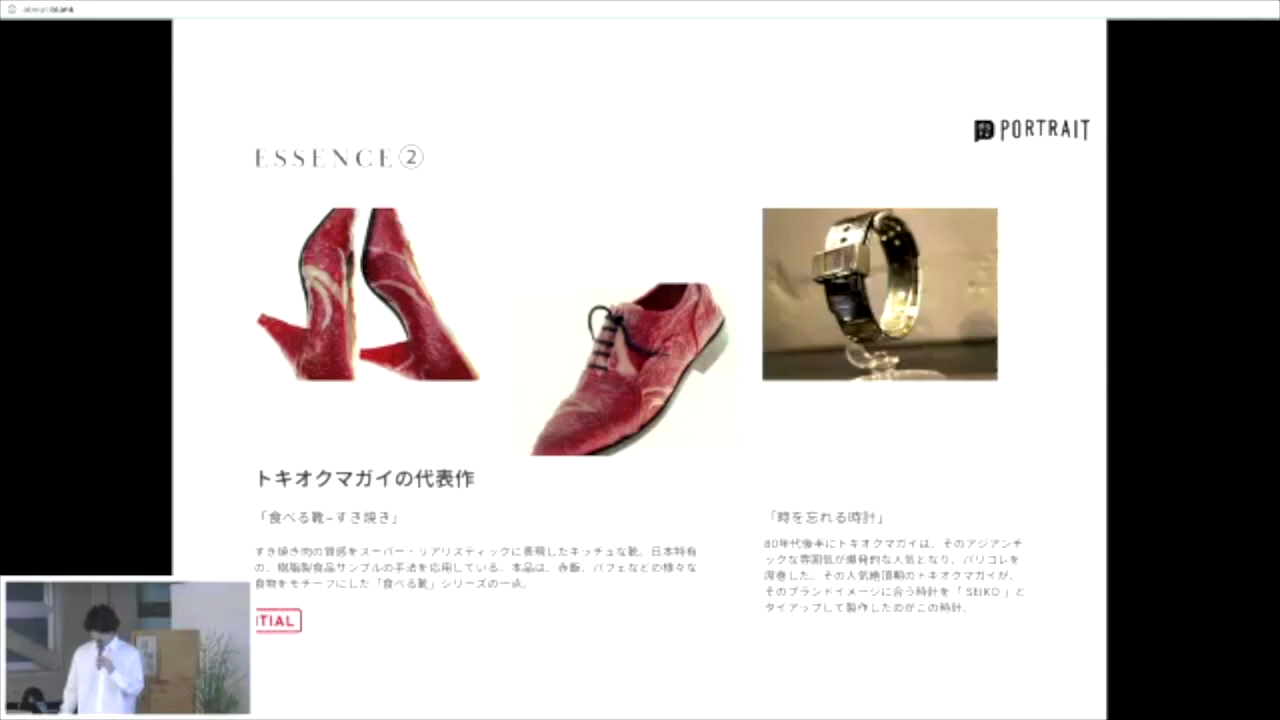 about:blank
PORTRAIT
ESSENCE②
トキオクマガイの代表作
「食べる靴–すき焼き」
すき焼き肉の質感をスーパー・リアリスティックに表現したキッチュな靴。日本特有
の、樹脂製食品サンプルの手法を応用している。本品は、赤飯、パフェなどの様々な
食物をモチーフにした「食べる靴」シリーズの一点。
「時を忘れる時計」
80年代後半にトキオクマガイは、そのアジアンチ
ックな雰囲気が爆発的な人気となり、パリコレを
席巻した。その人気絶頂期のトキオクマガイが、
そのブランドイメージに合う時計を「 SEIKO 」と
タイアップして製作したのがこの時計。
TIAL